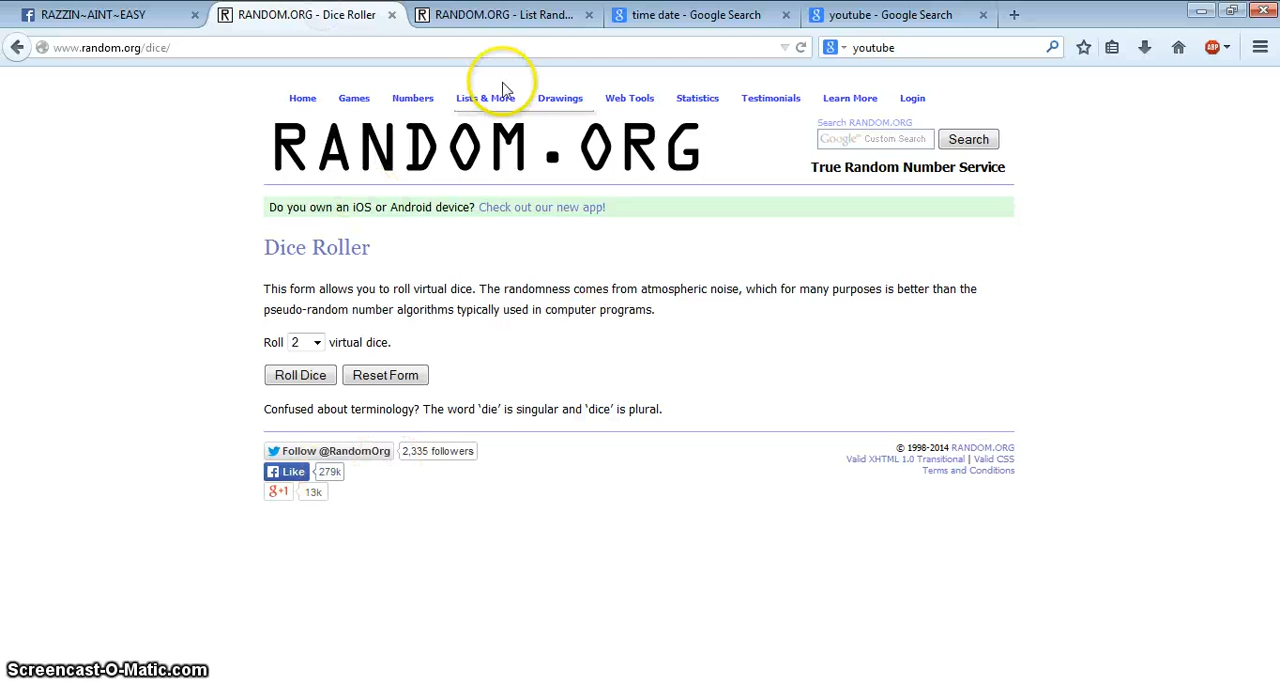 RAZZIN~AINT~EASY
RANDOM.ORG - Dice Roller
RANDOM.ORG - List Rand...
time date - Google Search
youtube - Google Search
www.random.org/dice/
youtube
ABP
Home Games Numbers Lists & More Drawings Web Tools Statistics Testimonials Learn More Login
Search RANDOM.ORG
RANDOM.ORG
Google Custom Search Search
True Random Number Service
Do you own an iOS or Android device? Check out our new app!
Dice Roller
This form allows you to roll virtual dice. The randomness comes from atmospheric noise, which for many purposes is better than the
pseudo-random number algorithms typically used in computer programs.
Roll 2 virtual dice.
Roll Dice Reset Form
Confused about terminology? The word ‘die’ is singular and ‘dice’ is plural.
Follow @RandomOrg 2,335 followers
Like 279k
g+1 13k
© 1998-2014 RANDOM.ORG
Valid XHTML 1.0 Transitional | Valid CSS
Terms and Conditions
Screencast-O-Matic.com